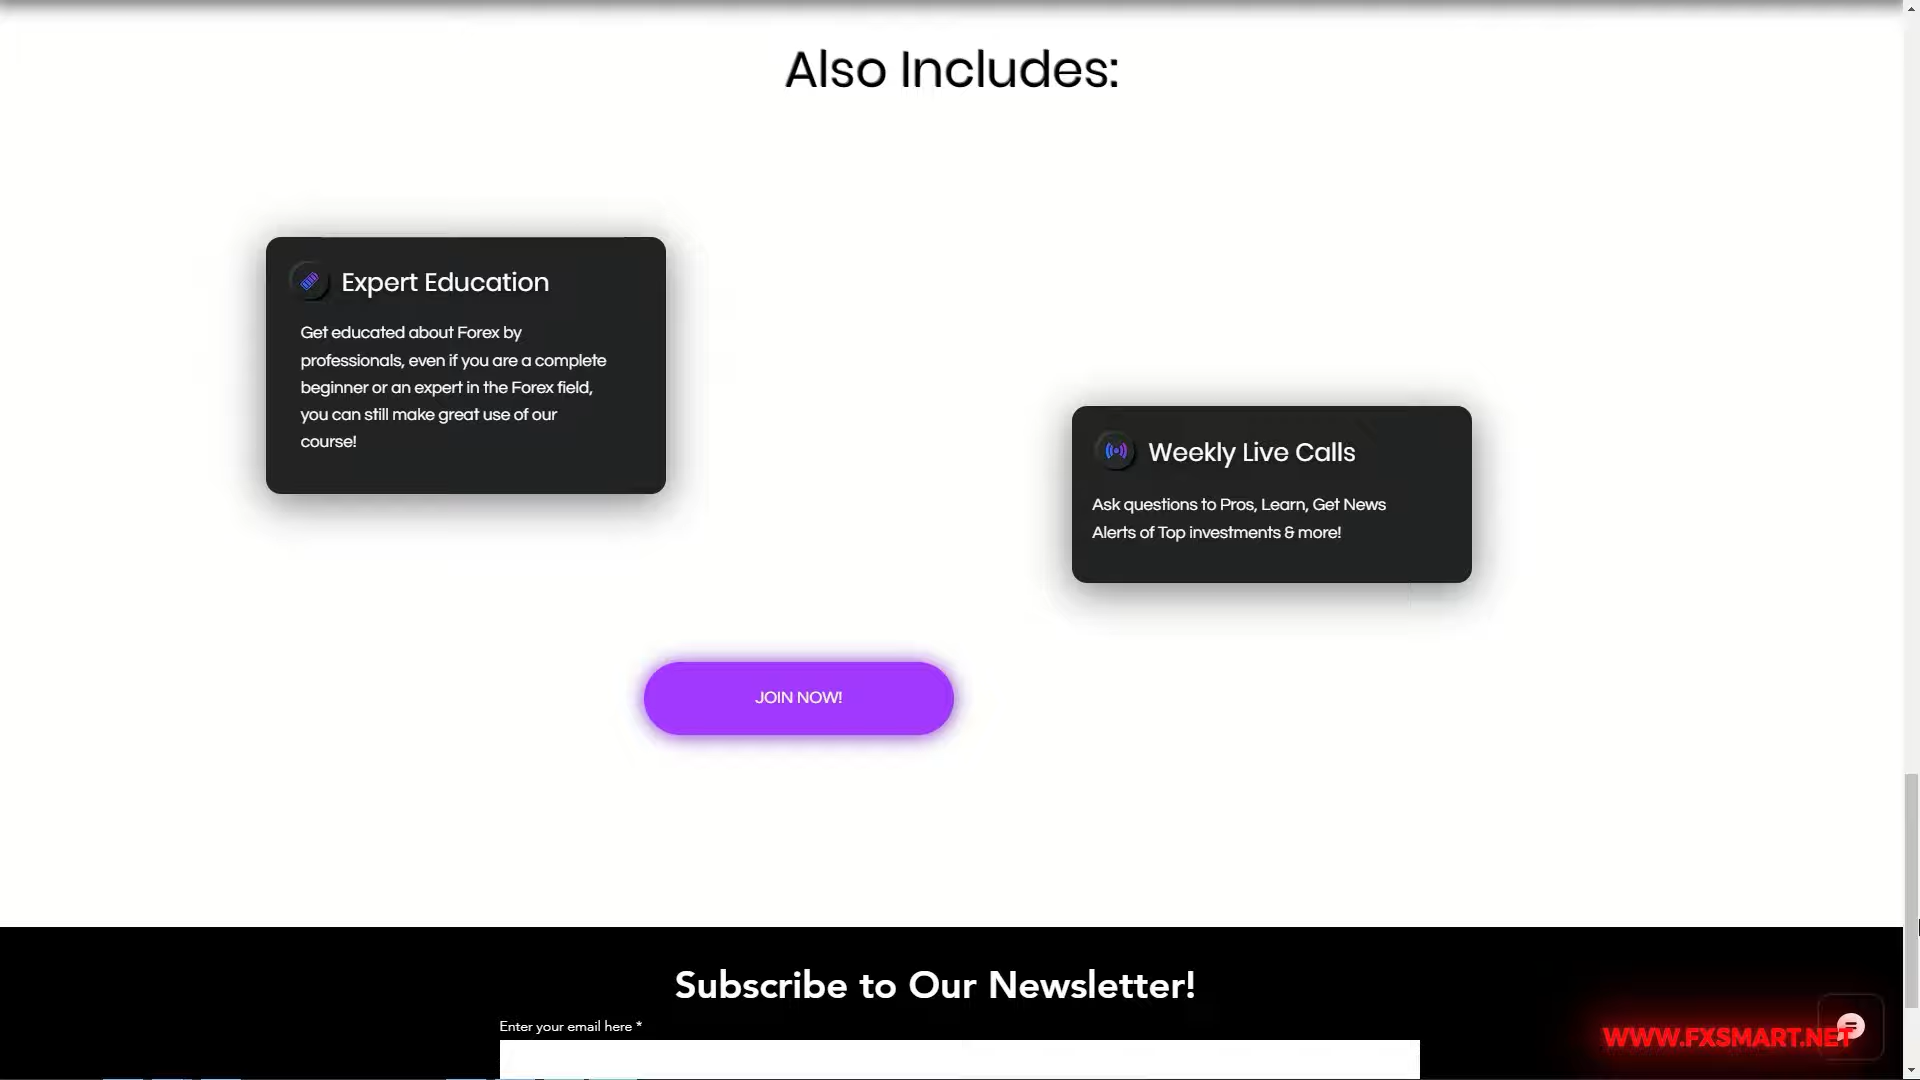 Also Includes:
Expert Education
Get educated about Forex by
professionals, even if you are a complete
beginner or an expert in the Forex field,
you can still make great use of our
course!
Weekly Live Calls
Ask questions to Pros, Learn, Get News
Alerts of Top investments & more!
JOIN NOW!
Subscribe to Our Newsletter!
Enter your email here *
WWW.FXSMART.NET